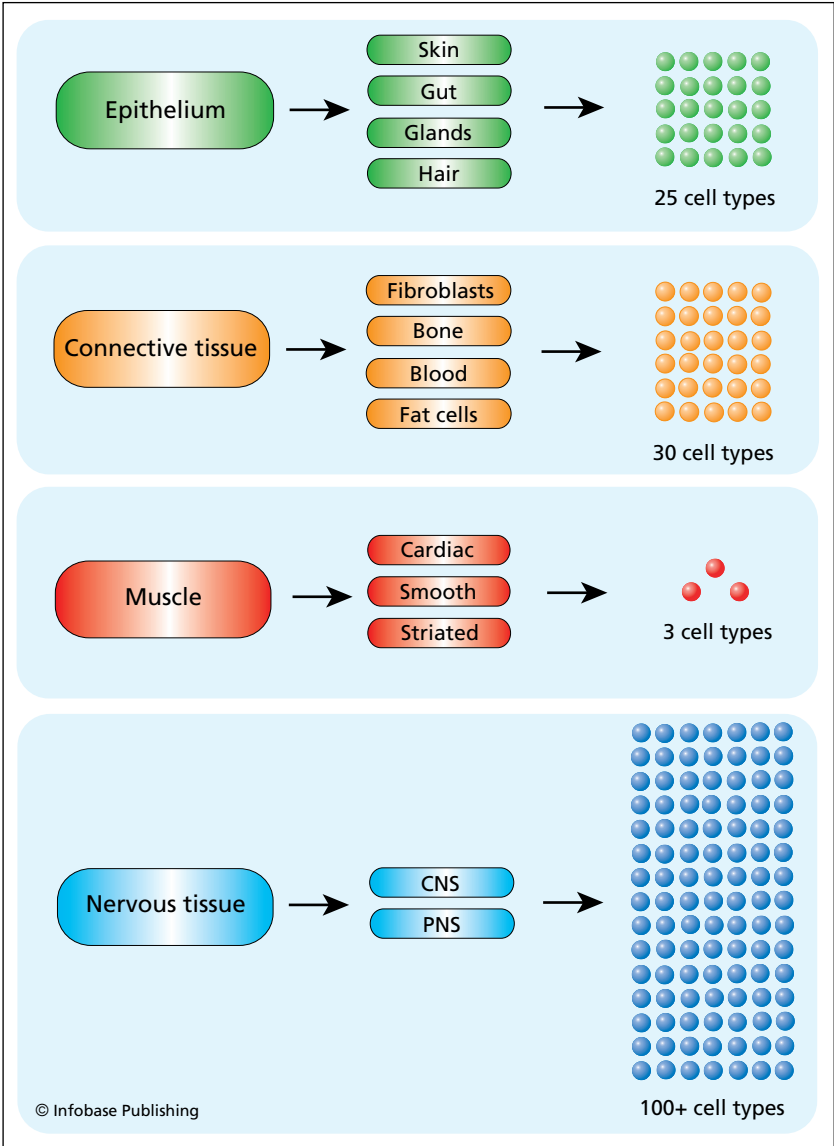 Epithelium
Skin
Gut
Glands
Hair
25 cell types
Connective tissue
Fibroblasts
Bone
Blood
Fat cells
30 cell types
Muscle
Cardiac
Smooth
Striated
3 cell types
Nervous tissue
CNS
PNS
100+ cell types
© Infobase Publishing